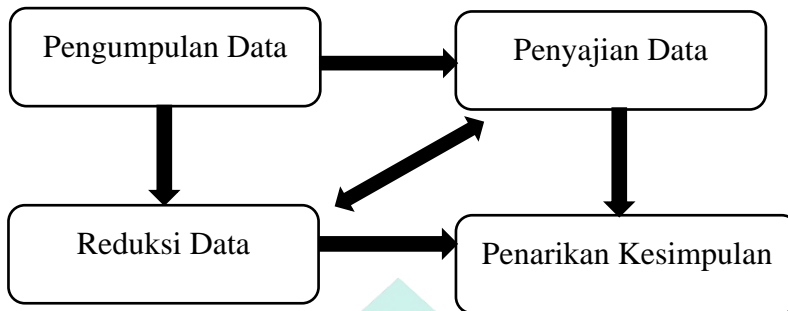 Pengumpulan Data
Penyajian Data
Reduksi Data
Penarikan Kesimpulan